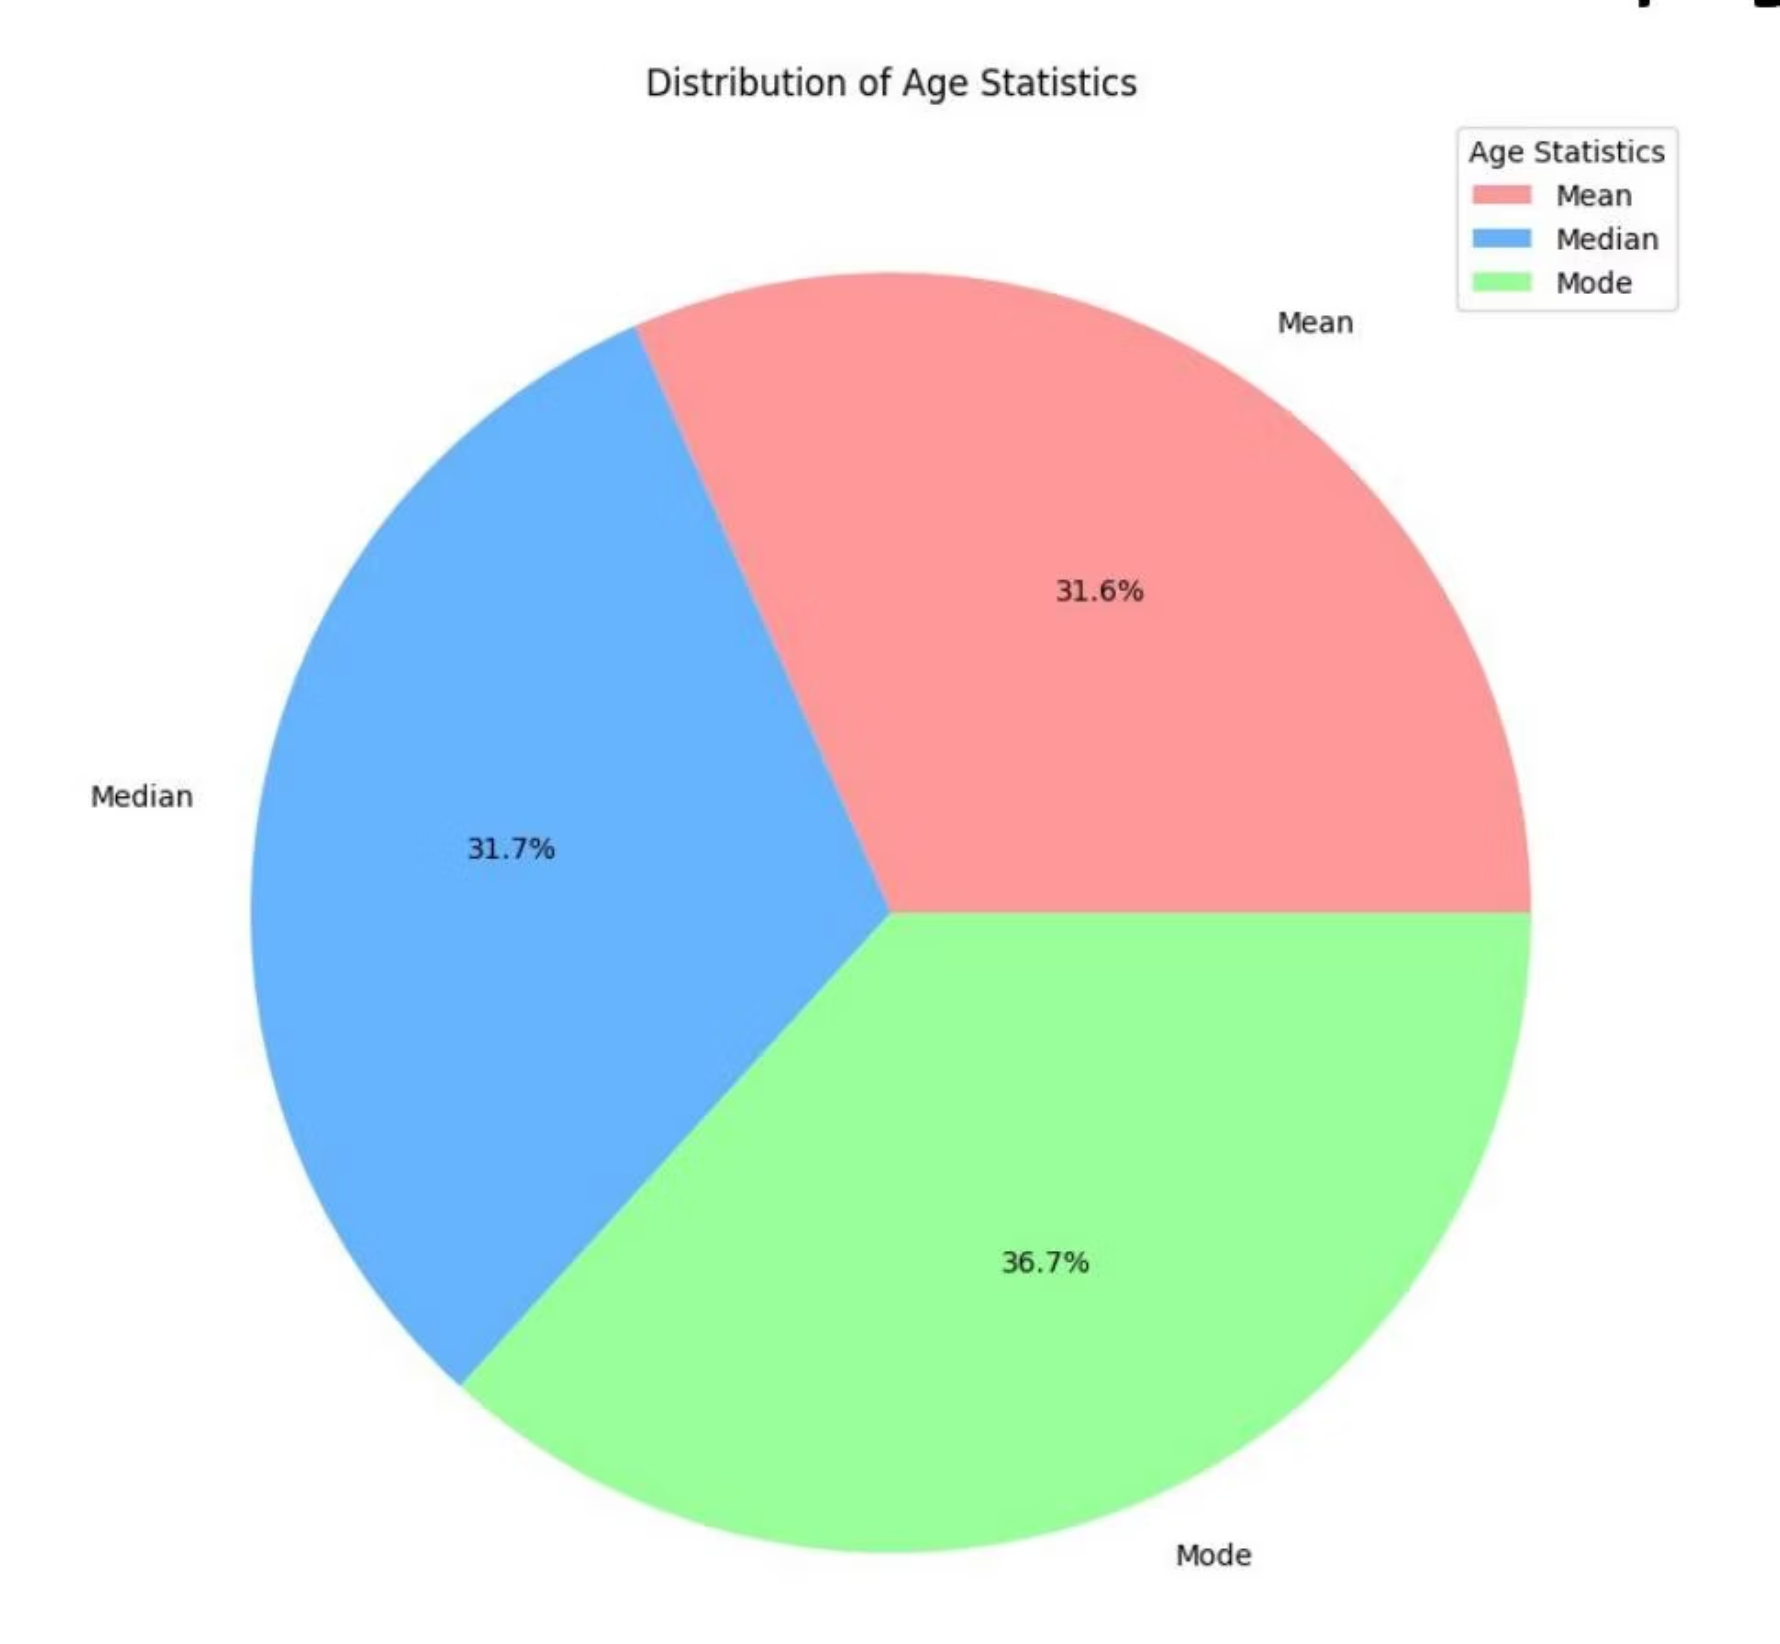 Distribution of Age Statistics
Age Statistics
Mean
Median
Mode
Mean
31.6%
Median
31.7%
36.7%
Mode